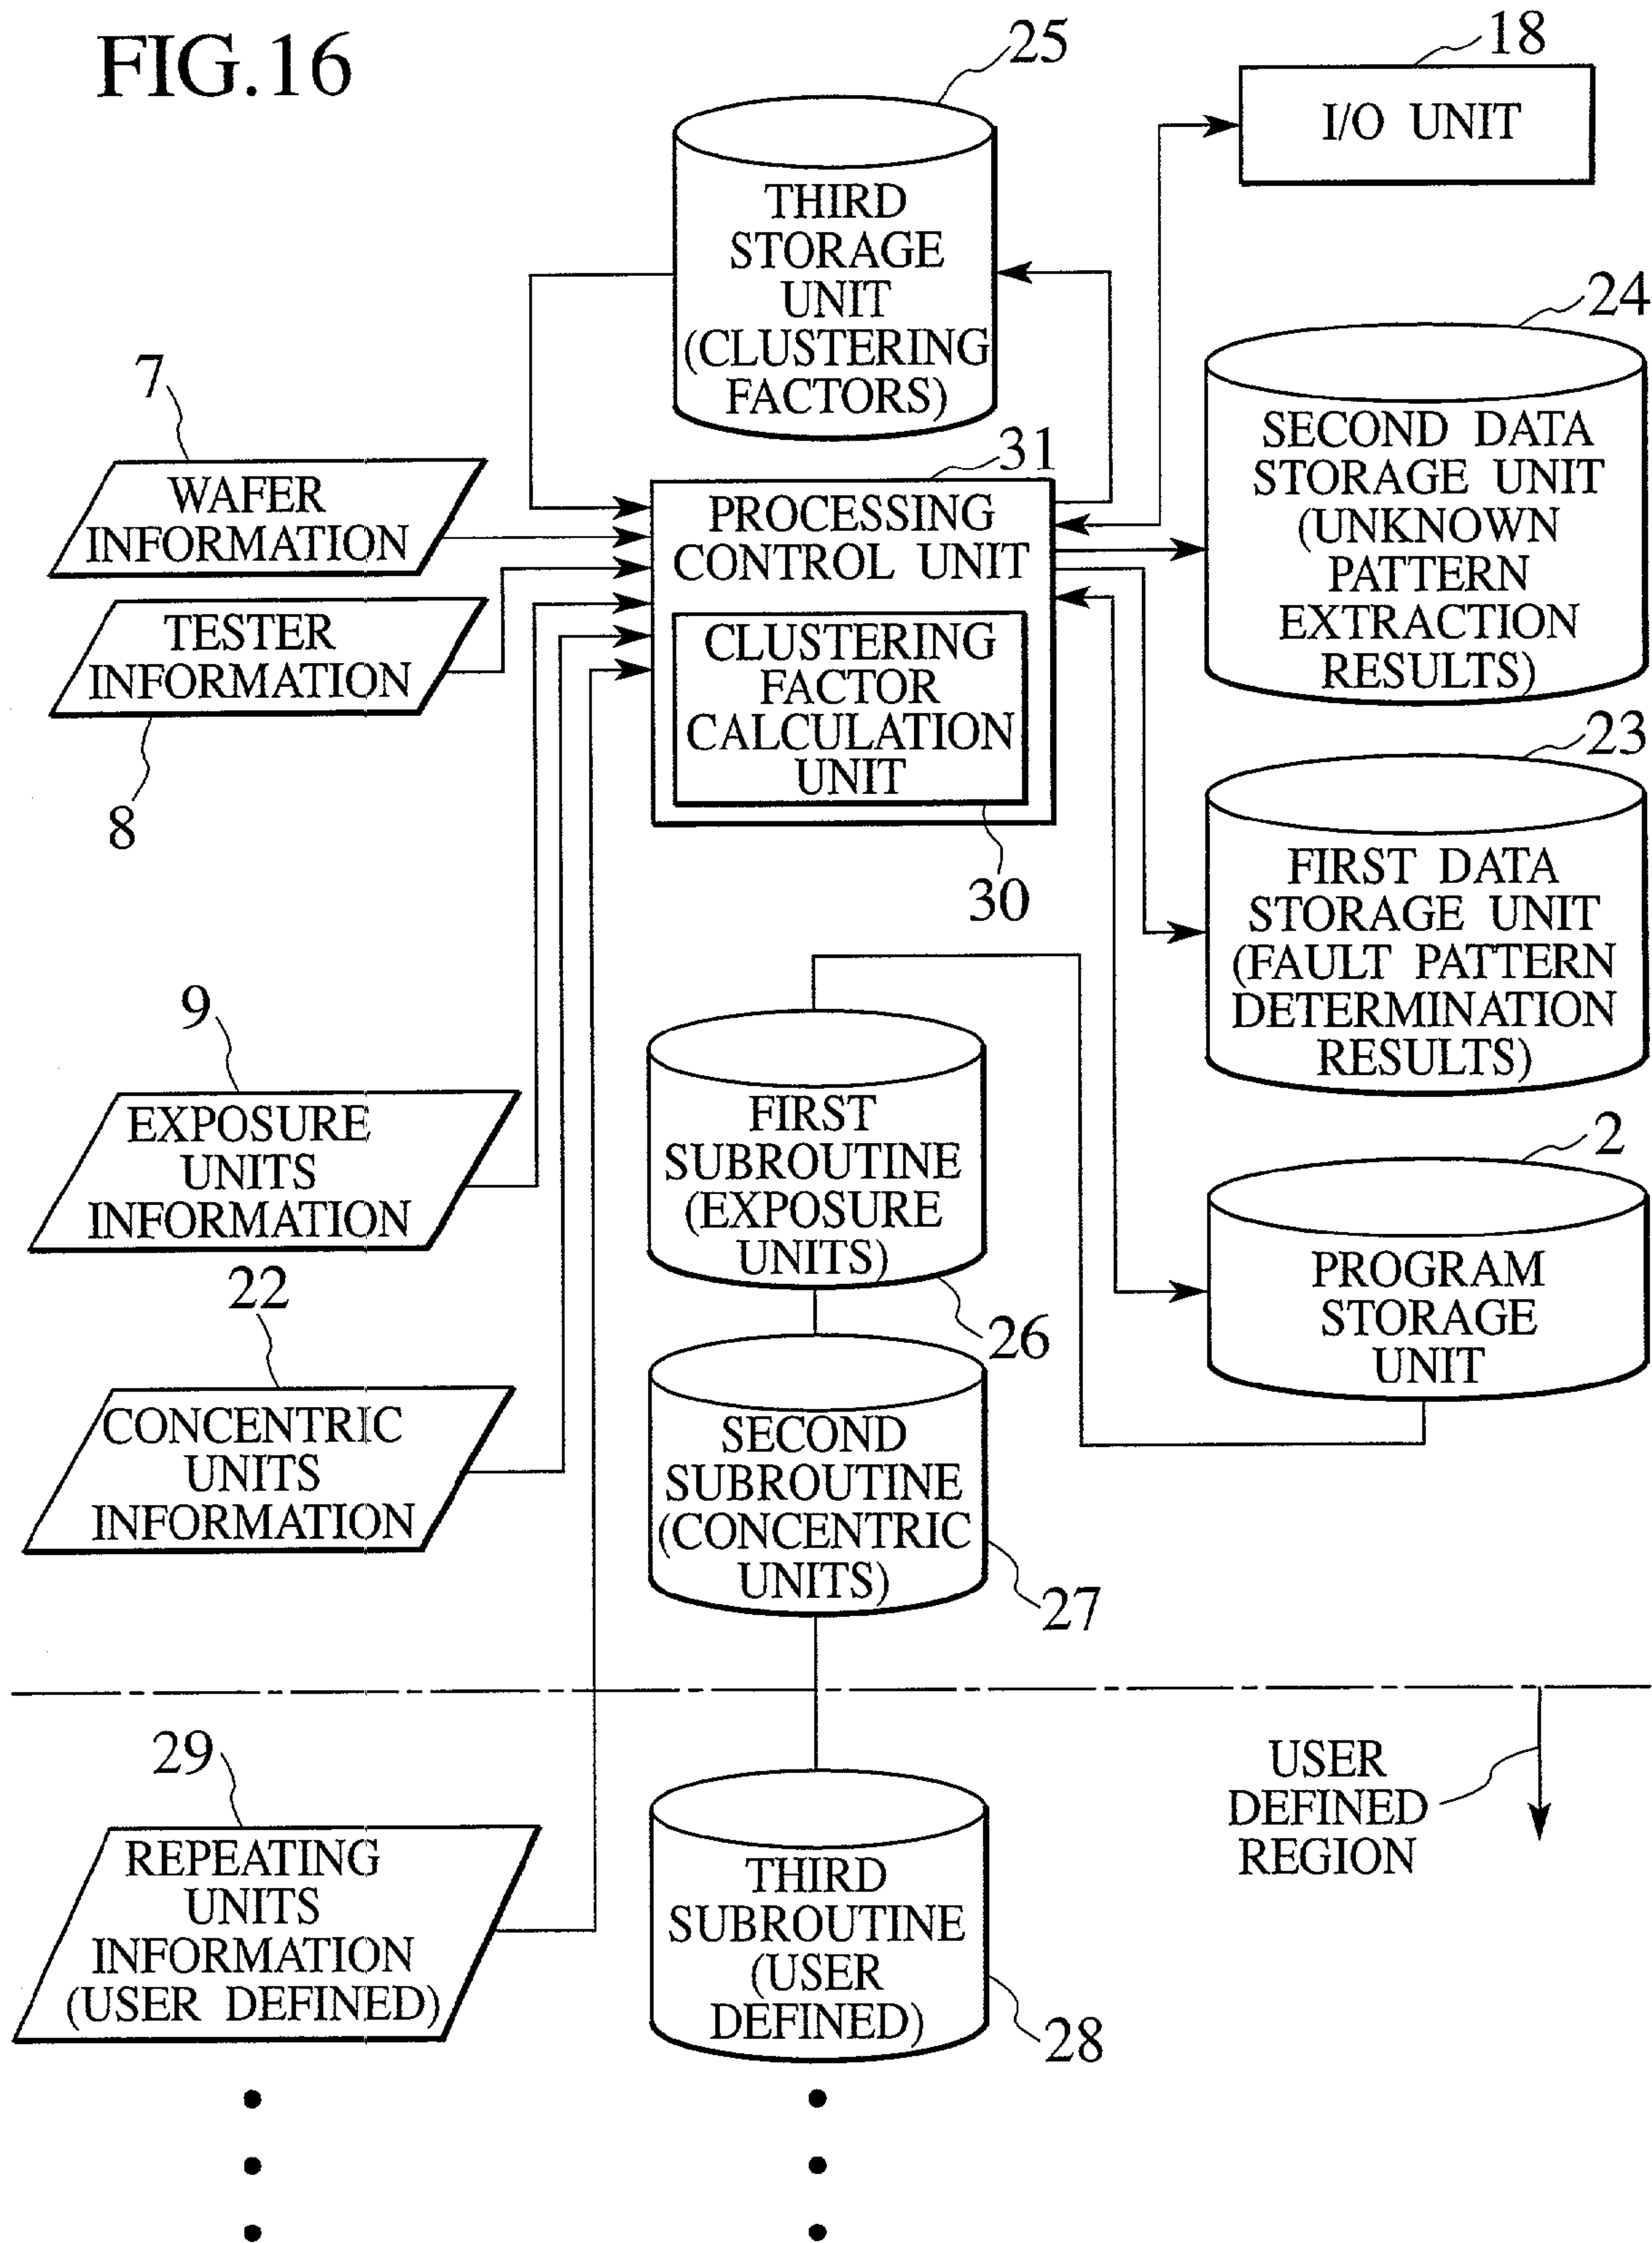 FIG.16
25
18
I/O UNIT
THIRD
STORAGE
UNIT
(CLUSTERING
FACTORS)
24
SECOND DATA
STORAGE UNIT
(UNKNOWN
PATTERN
EXTRACTION
RESULTS)
7
WAFER
INFORMATION
TESTER
INFORMATION
8
31
PROCESSING
CONTROL UNIT
CLUSTERING
FACTOR
CALCULATION
UNIT
30
23
FIRST DATA
STORAGE UNIT
(FAULT PATTERN
DETERMINATION
RESULTS)
9
EXPOSURE
UNITS
INFORMATION
FIRST
SUBROUTINE
(EXPOSURE
UNITS)
26
2
PROGRAM
STORAGE
UNIT
22
CONCENTRIC
UNITS
INFORMATION
SECOND
SUBROUTINE
(CONCENTRIC
UNITS)
27
USER
DEFINED
REGION
29
REPEATING
UNITS
INFORMATION
(USER DEFINED)
THIRD
SUBROUTINE
(USER
DEFINED)
28